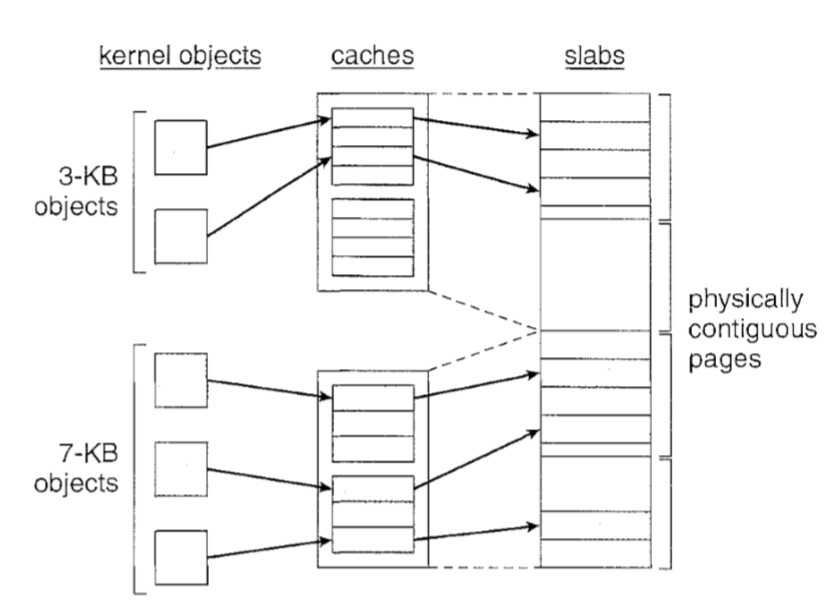 kernel objects
caches
slabs
3-KB
objects
physically
contiguous
pages
7-KB
objects